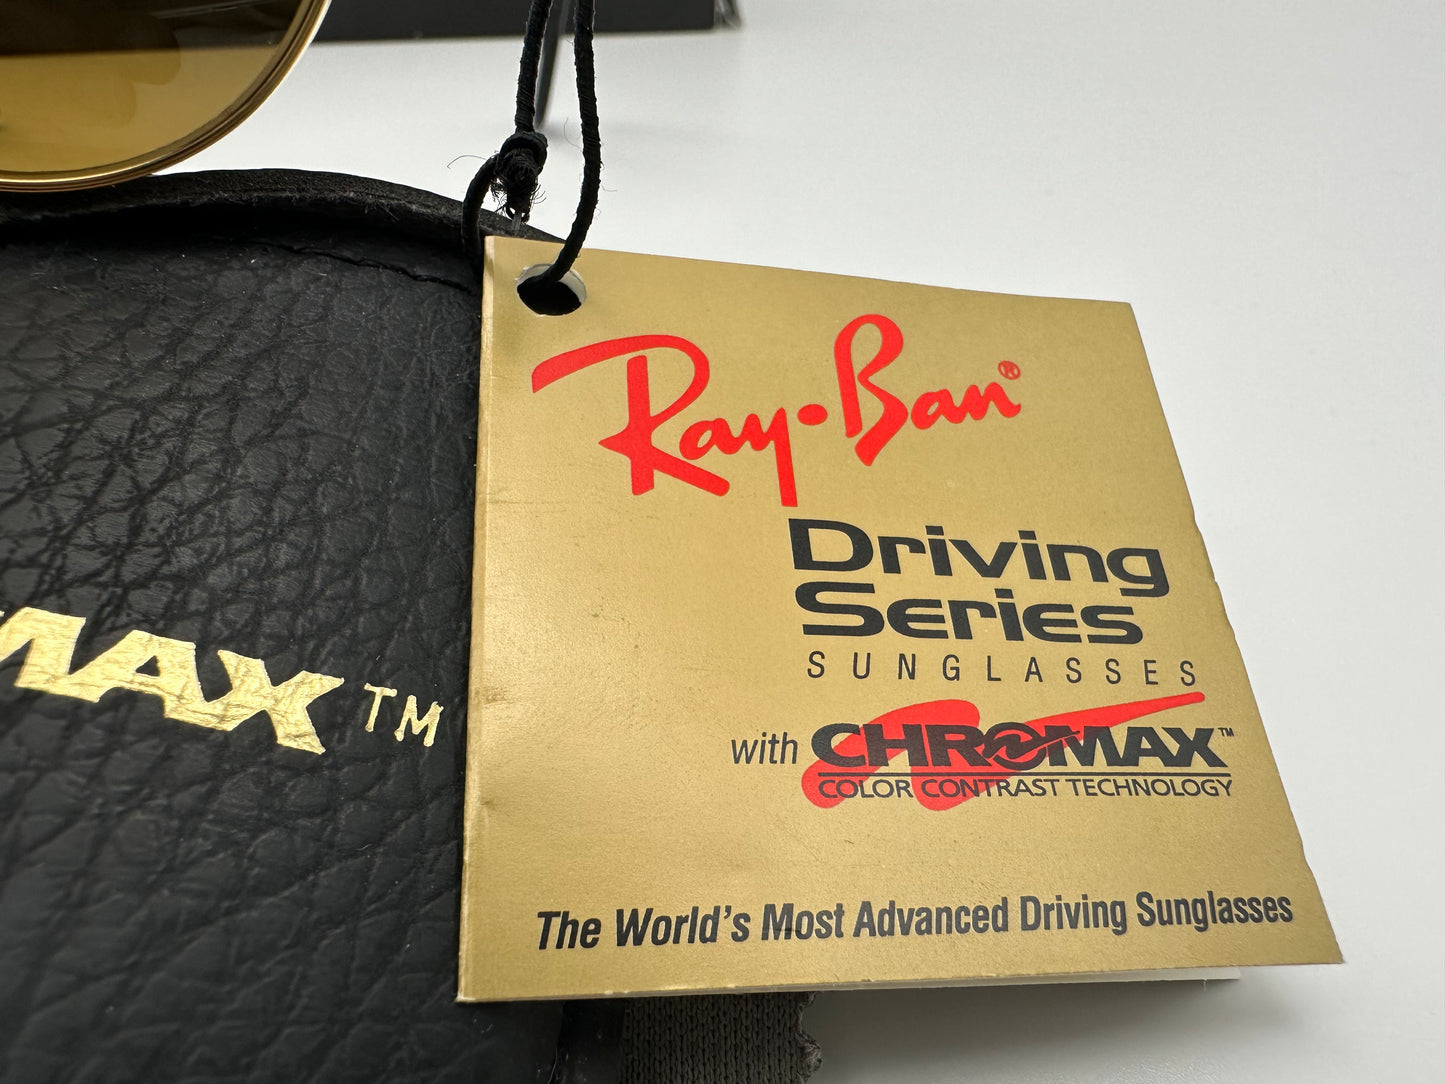 Ray-Ban®
Driving
Series
SUNGLASSES
with CHROMAX™
COLOR CONTRAST TECHNOLOGY
The World's Most Advanced Driving Sunglasses
MAX™